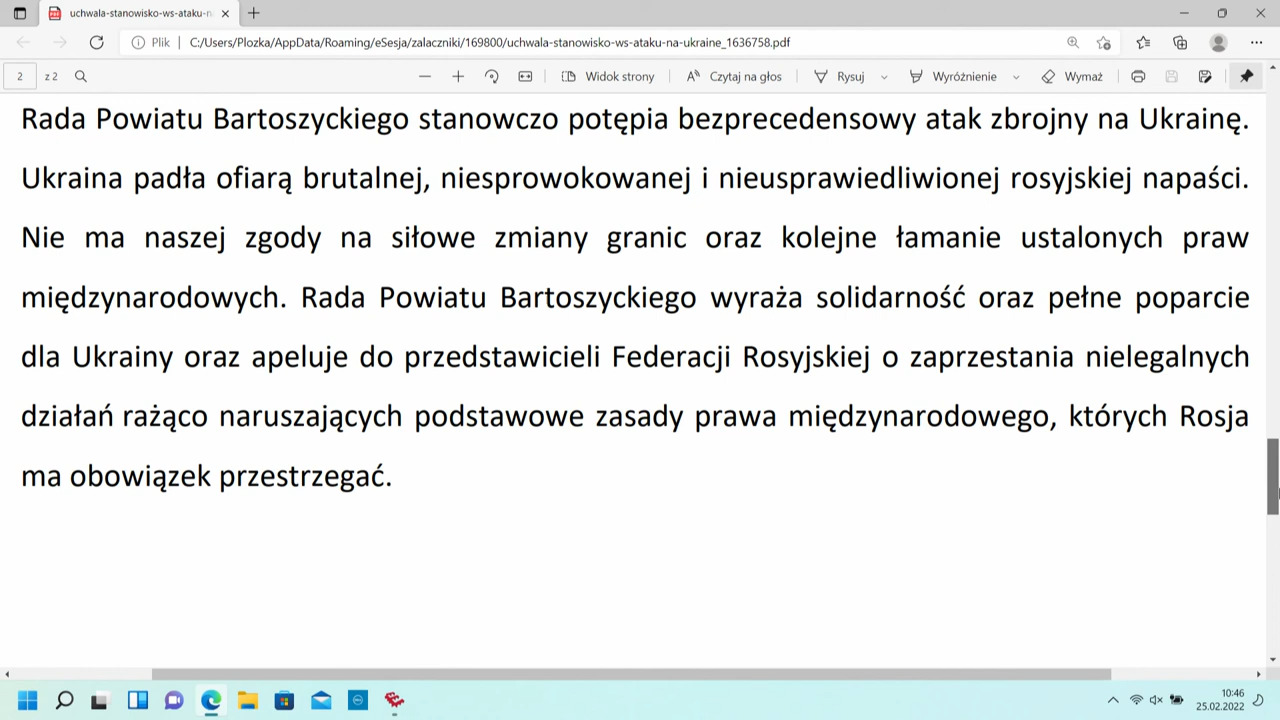 uchwala-stanowisko-ws-ataku-n
Plik C:/Users/Plozka/AppData/Roaming/eSesja/zalaczniki/169800/uchwala-stanowisko-ws-ataku-na-ukraine_1636758.pdf
2 z 2 Widok strony Czytaj na głos Rysuj Wyróżnienie Wymaż
Rada Powiatu Bartoszyckiego stanowczo potępia bezprecedensowy atak zbrojny na Ukrainę.
Ukraina padła ofiarą brutalnej, niesprowokowanej i nieusprawiedliwionej rosyjskiej napaści.
Nie ma naszej zgody na siłowe zmiany granic oraz kolejne łamanie ustalonych praw
międzynarodowych. Rada Powiatu Bartoszyckiego wyraża solidarność oraz pełne poparcie
dla Ukrainy oraz apeluje do przedstawicieli Federacji Rosyjskiej o zaprzestania nielegalnych
działań rażąco naruszających podstawowe zasady prawa międzynarodowego, których Rosja
ma obowiązek przestrzegać.
10:46
25.02.2022